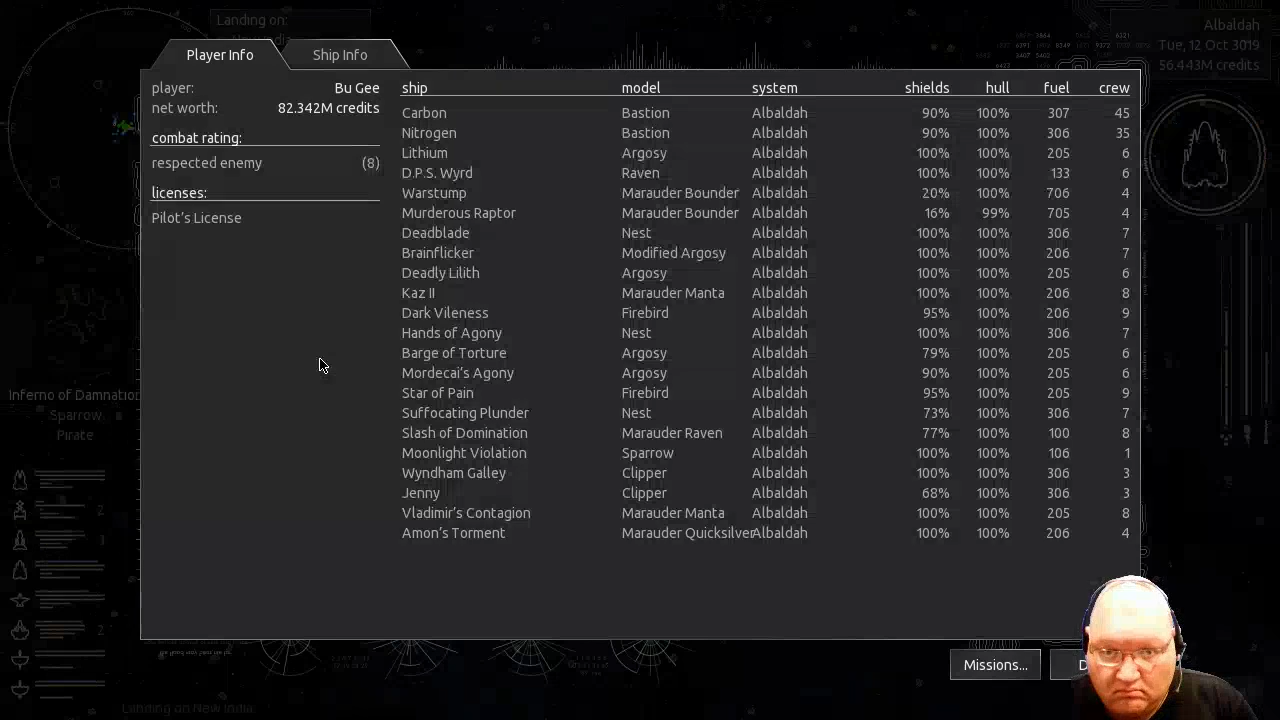 Landing on:
Albaldah
Tue, 12 Oct 3019
56.443M credits
Player Info
Ship Info
player: Bu Gee
net worth: 82.342M credits
combat rating:
respected enemy (8)
licenses:
Pilot's License
ship model system shields hull fuel crew
Carbon Bastion Albaldah 90% 100% 307 45
Nitrogen Bastion Albaldah 90% 100% 306 35
Lithium Argosy Albaldah 100% 100% 205 6
D.P.S. Wyrd Raven Albaldah 100% 100% 133 6
Warstump Marauder Bounder Albaldah 20% 100% 706 4
Murderous Raptor Marauder Bounder Albaldah 16% 99% 705 4
Deadblade Nest Albaldah 100% 100% 306 7
Brainflicker Modified Argosy Albaldah 100% 100% 206 7
Deadly Lilith Argosy Albaldah 100% 100% 205 6
Kaz II Marauder Manta Albaldah 100% 100% 206 8
Dark Vileness Firebird Albaldah 95% 100% 206 9
Hands of Agony Nest Albaldah 100% 100% 306 7
Barge of Torture Argosy Albaldah 79% 100% 205 6
Mordecai's Agony Argosy Albaldah 90% 100% 205 6
Star of Pain Firebird Albaldah 95% 100% 205 9
Suffocating Plunder Nest Albaldah 73% 100% 306 7
Slash of Domination Marauder Raven Albaldah 77% 100% 100 8
Moonlight Violation Sparrow Albaldah 100% 100% 106 1
Wyndham Galley Clipper Albaldah 100% 100% 306 3
Jenny Clipper Albaldah 68% 100% 306 3
Vladimir's Contagion Marauder Manta Albaldah 100% 100% 205 8
Amon's Torment Marauder Quicksilver Albaldah 100% 100% 206 4
Inferno of Damnation
Sparrow
Pirate
Missions...
Landing on New India